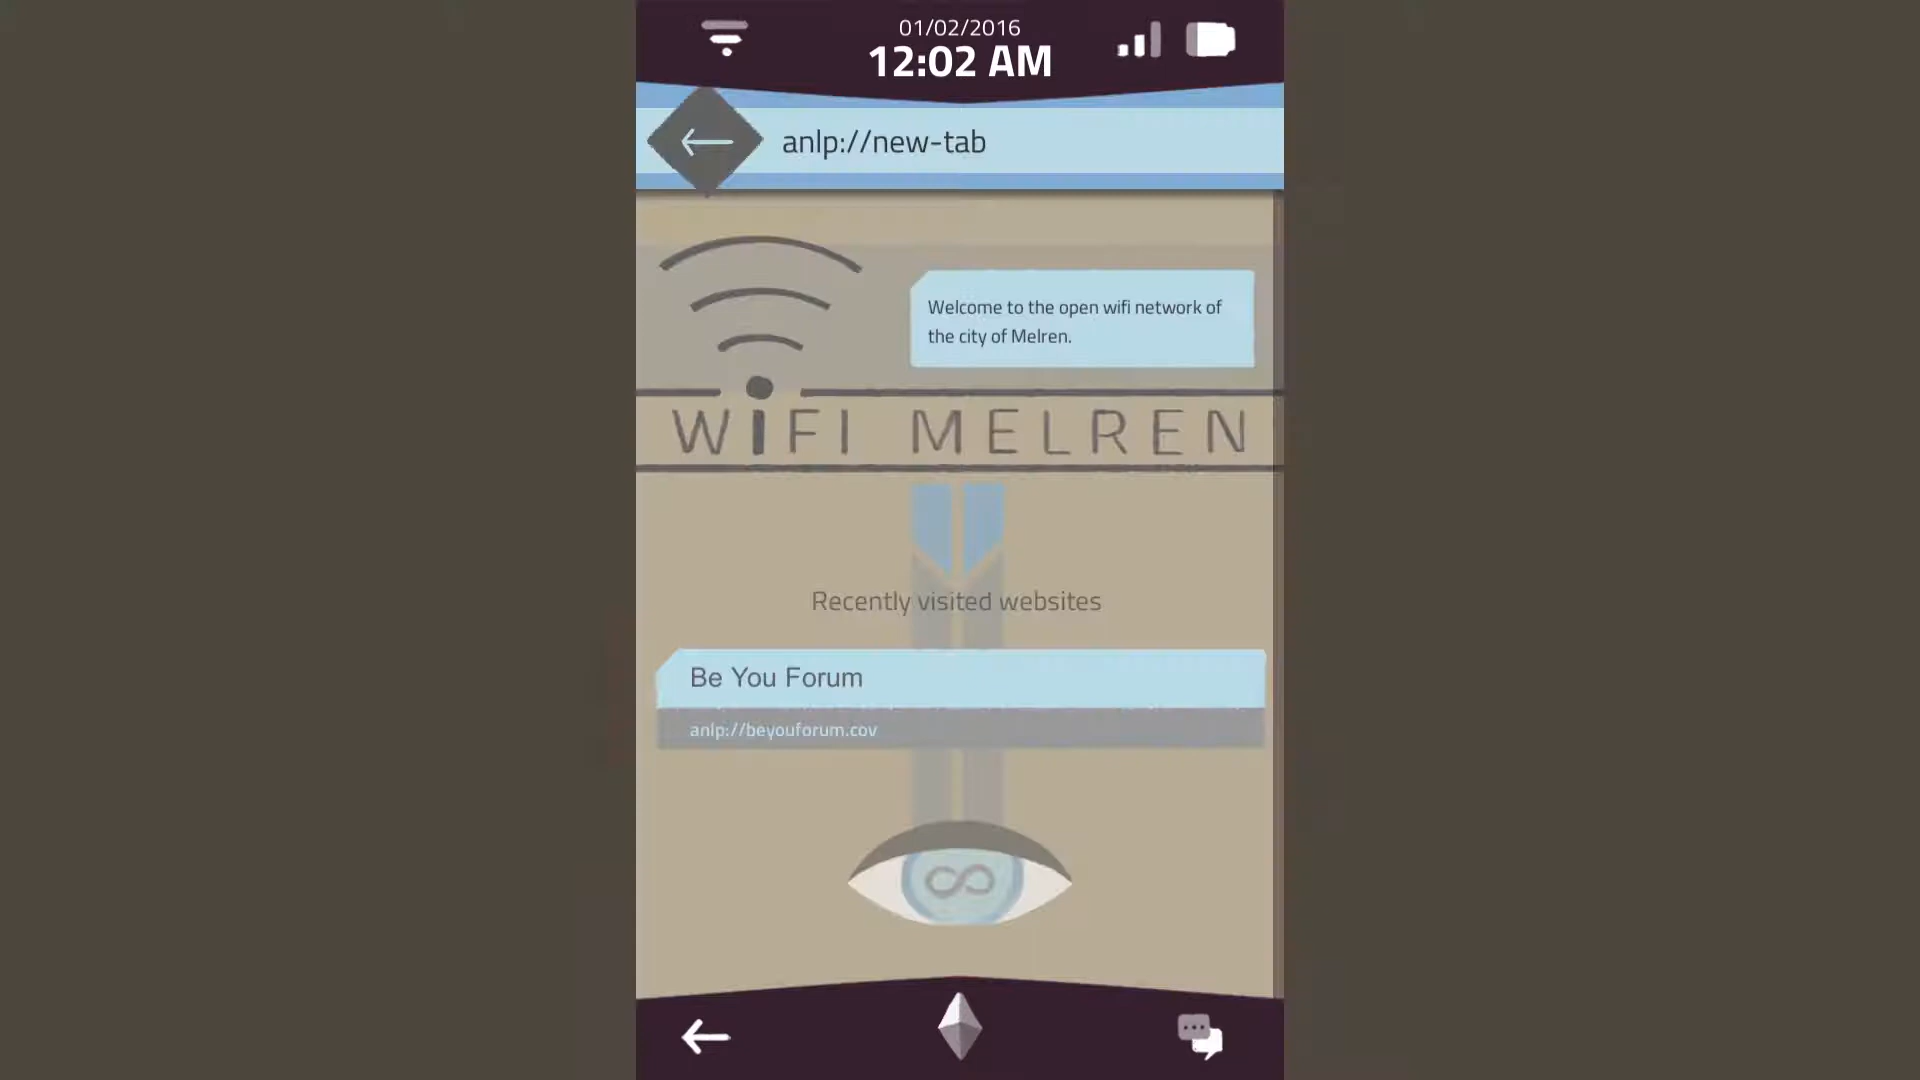 01/02/2016
12:02 AM
anlp://new-tab
Welcome to the open wifi network of
the city of Melren.
WiFI MELREN
Recently visited websites
Be You Forum
anlp://beyouforum.cov